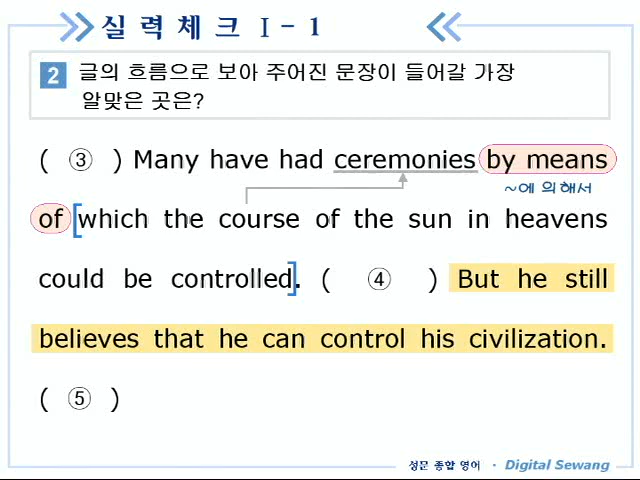 실력체크 I - 1
2 글의 흐름으로 보아 주어진 문장이 들어갈 가장
알맞은 곳은?
( ③ ) Many have had ceremonies by means
~에 의해서
of [which the course of the sun in heavens
could be controlled]. ( ④ ) But he still
believes that he can control his civilization.
( ⑤ )
성문 종합 영어 · Digital Sewang